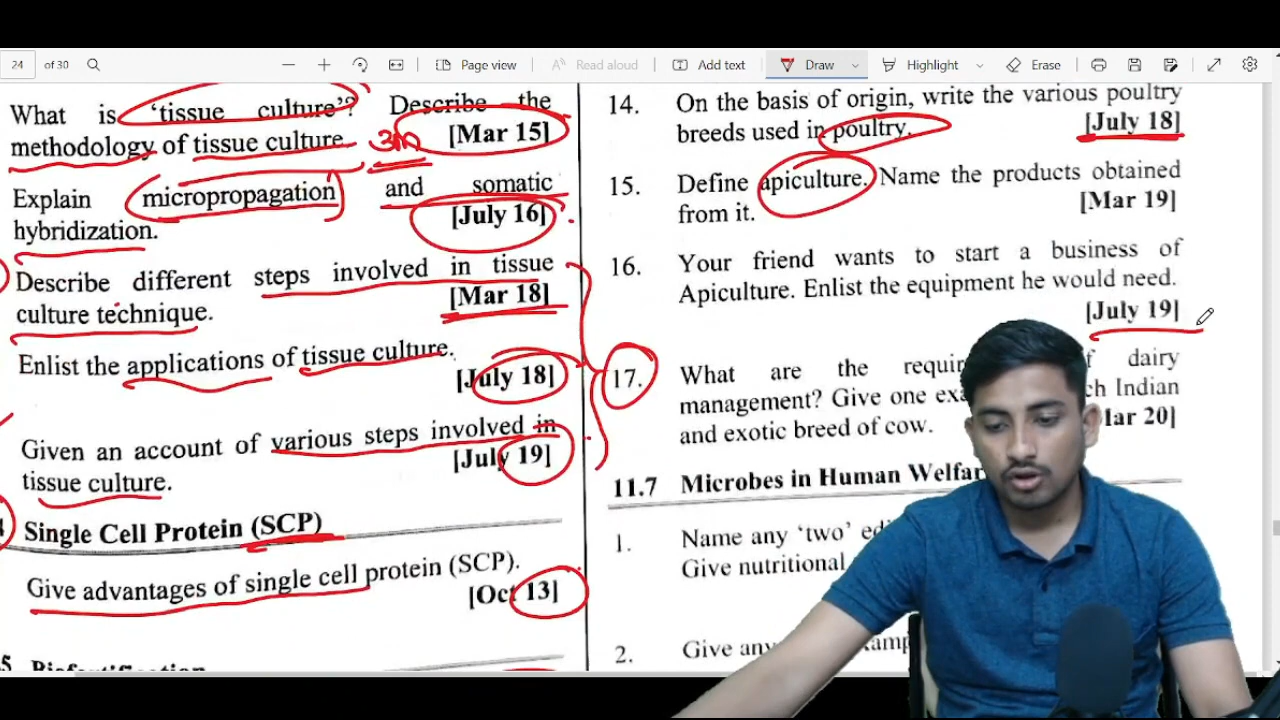 24 of 30 Page view Read aloud Add text Draw Highlight Erase
What is 'tissue culture'? Describe the
methodology of tissue culture. 3m [Mar 15]
Explain micropropagation and somatic
hybridization. [July 16]
Describe different steps involved in tissue
culture technique. [Mar 18]
Enlist the applications of tissue culture.
[July 18]
Given an account of various steps involved in
tissue culture. [July 19]
Single Cell Protein (SCP)
Give advantages of single cell protein (SCP).
[Oct 13]
14. On the basis of origin, write the various poultry
breeds used in poultry. [July 18]
15. Define apiculture. Name the products obtained
from it. [Mar 19]
16. Your friend wants to start a business of
Apiculture. Enlist the equipment he would need.
[July 19]
17. What are the dairy
management? Give one Indian
and exotic breed of cow. 20]
11.7 Microbes in Human
1. Name any 'two'
Give nutritional
2. Give any